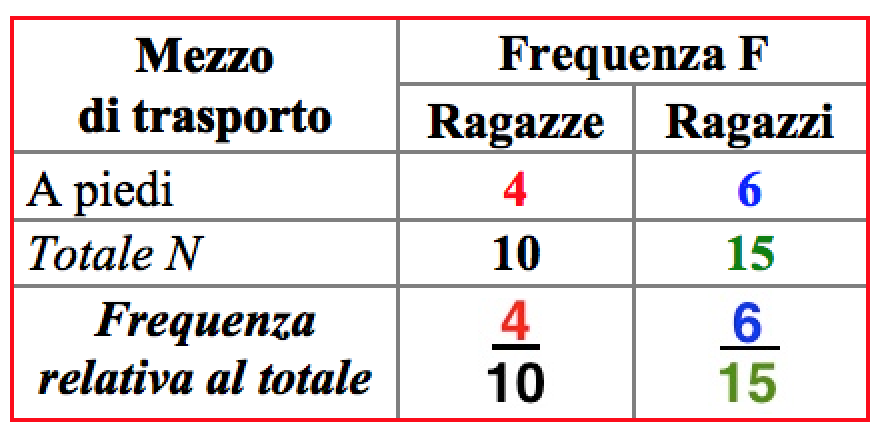 Mezzo
di trasporto
Frequenza F
Ragazze Ragazzi
A piedi 4 6
Totale N 10 15
Frequenza
relativa al totale
4
10
6
15